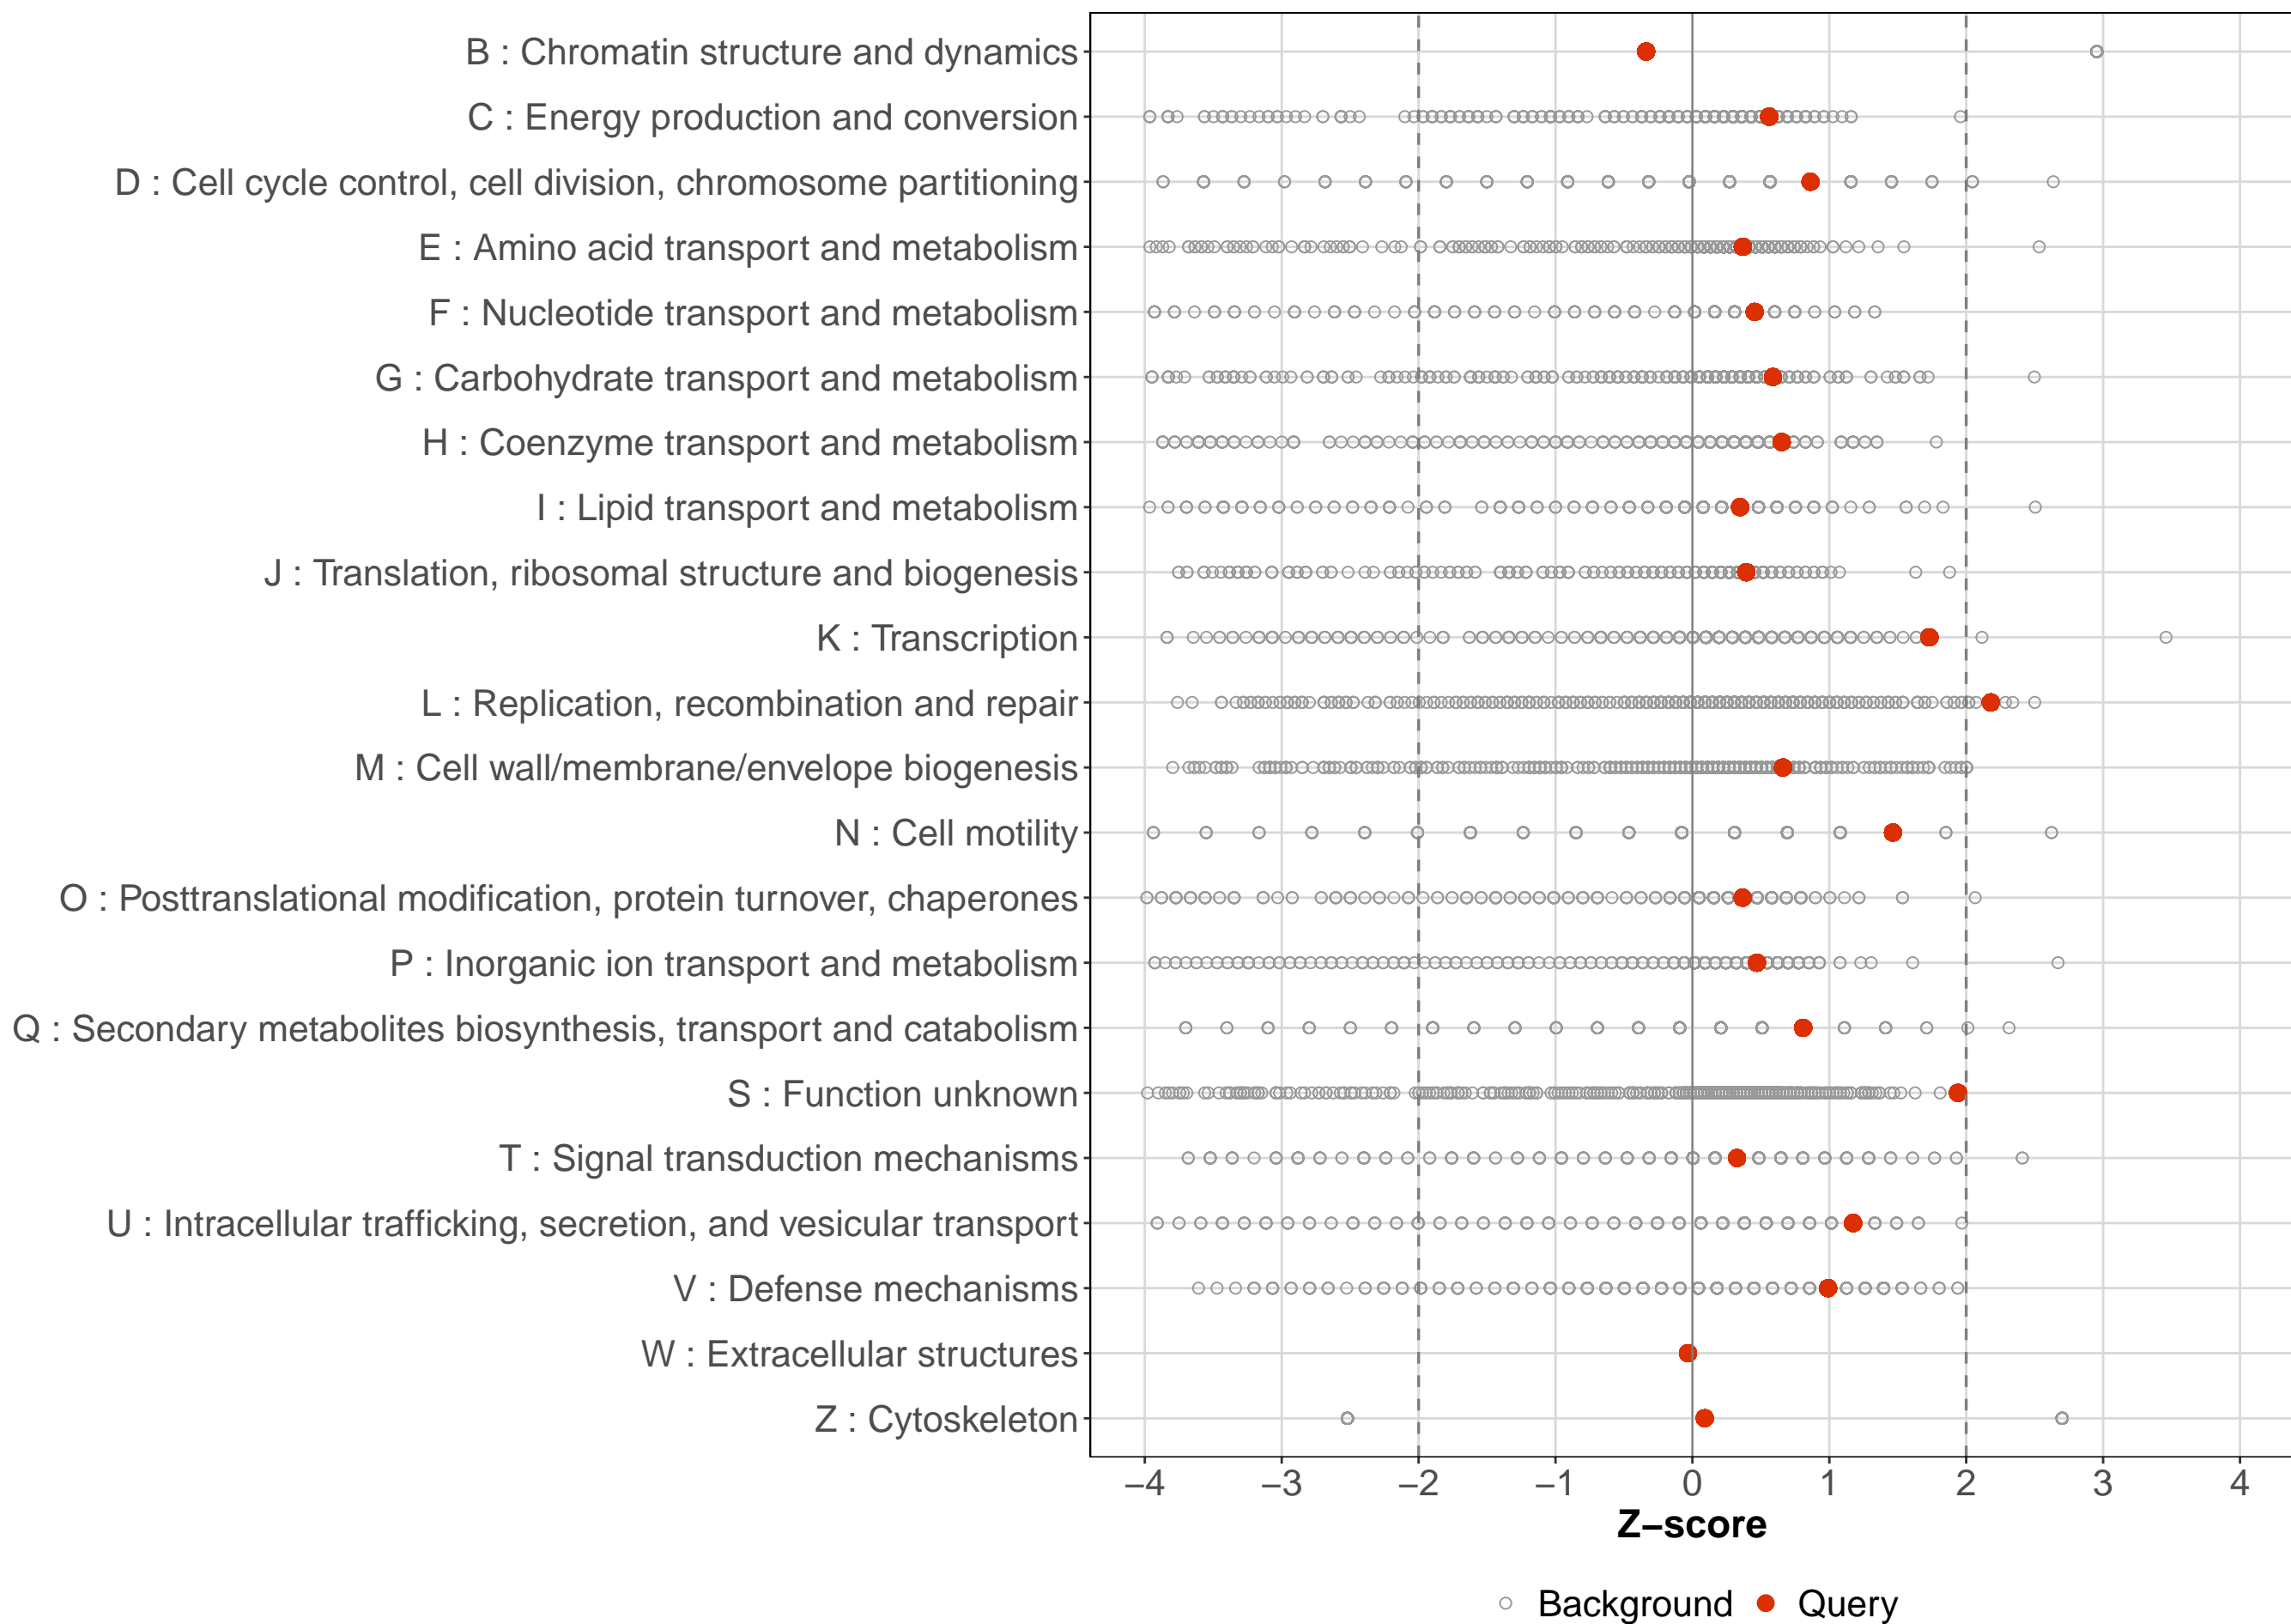 B : Chromatin structure and dynamics
C : Energy production and conversion
D : Cell cycle control, cell division, chromosome partitioning
E : Amino acid transport and metabolism
F : Nucleotide transport and metabolism
G : Carbohydrate transport and metabolism
H : Coenzyme transport and metabolism
I : Lipid transport and metabolism
J : Translation, ribosomal structure and biogenesis
K : Transcription
L : Replication, recombination and repair
M : Cell wall/membrane/envelope biogenesis
N : Cell motility
O : Posttranslational modification, protein turnover, chaperones
P : Inorganic ion transport and metabolism
Q : Secondary metabolites biosynthesis, transport and catabolism
S : Function unknown
T : Signal transduction mechanisms
U : Intracellular trafficking, secretion, and vesicular transport
V : Defense mechanisms
W : Extracellular structures
Z : Cytoskeleton
−4 −3 −2 −1 0 1 2 3 4
Z−score
Background Query